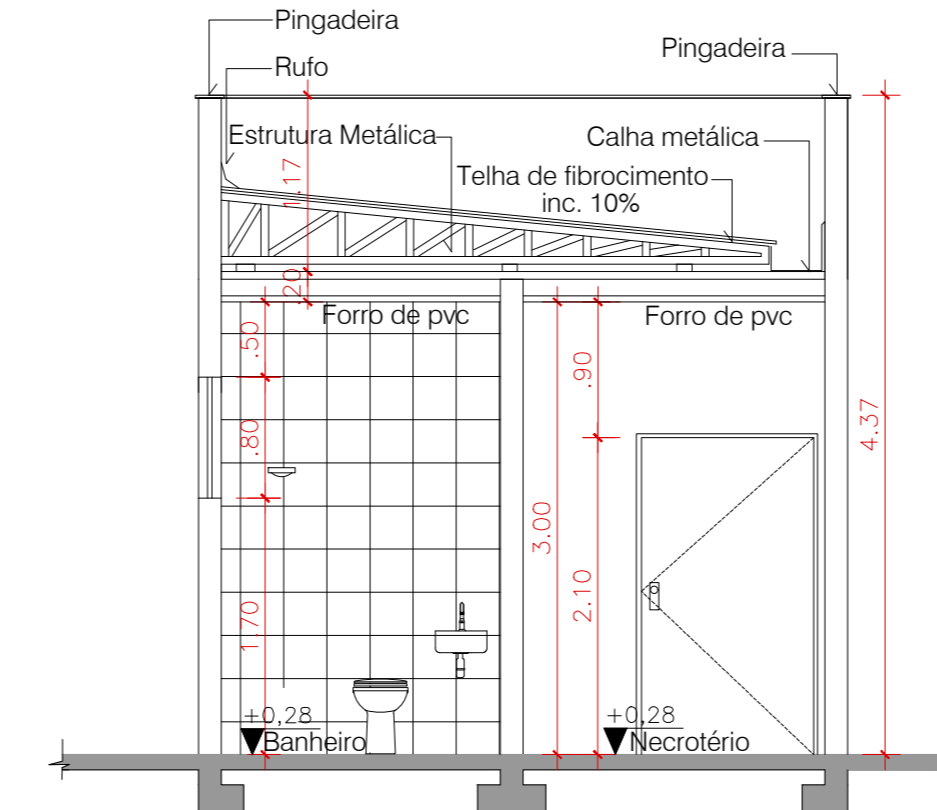 Pingadeira
Pingadeira
Rufo
Estrutura Metálica
Calha metálica
Telha de fibrocimento
inc. 10%
1.17
.20
Forro de pvc
Forro de pvc
.50
.90
.80
4.37
3.00
2.10
1.70
+0,28
Banheiro
+0,28
Necrotério